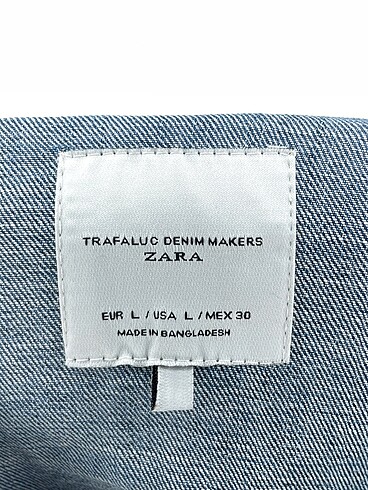 TRAFALUC DENIM MAKERS
ZARA
EUR L / USA L / MEX 30
MADE IN BANGLADESH